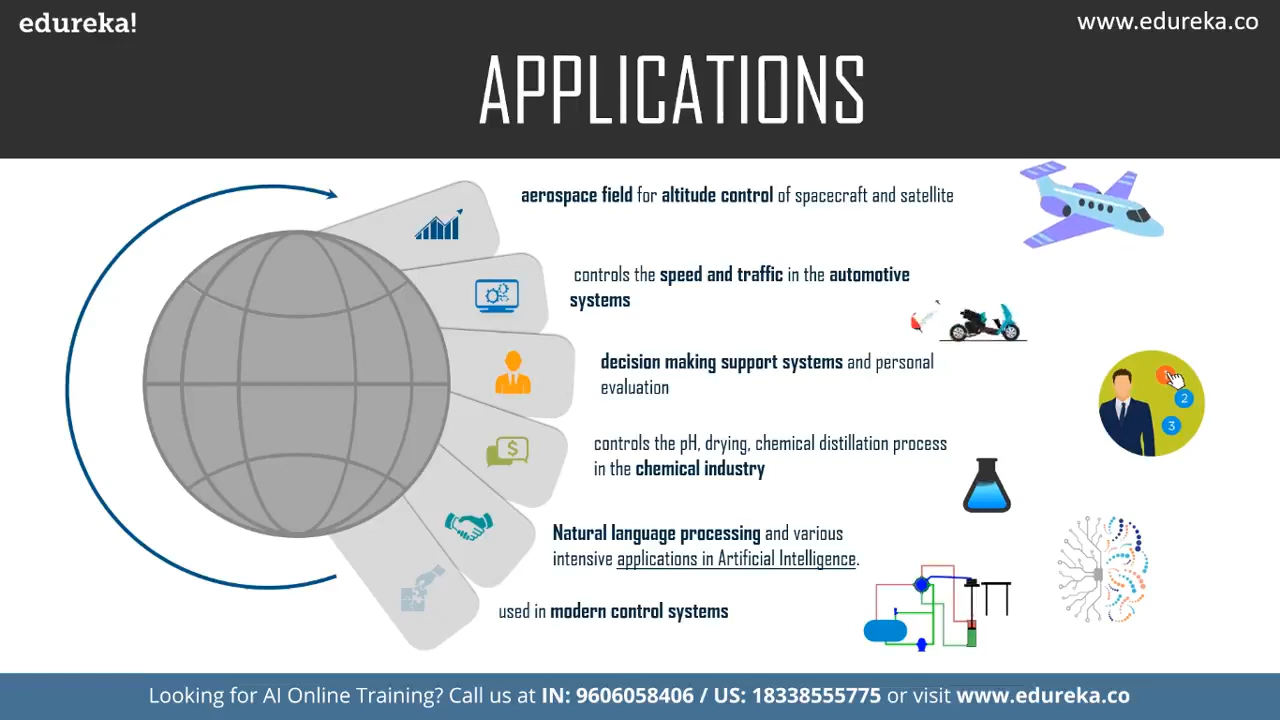 edureka!
www.edureka.co
APPLICATIONS
aerospace field for altitude control of spacecraft and satellite
controls the speed and traffic in the automotive
systems
decision making support systems and personal
evaluation
controls the pH, drying, chemical distillation process
in the chemical industry
Natural language processing and various
intensive applications in Artificial Intelligence.
used in modern control systems
$
2
3
Looking for AI Online Training? Call us at IN: 9606058406 / US: 18338555775 or visit www.edureka.co